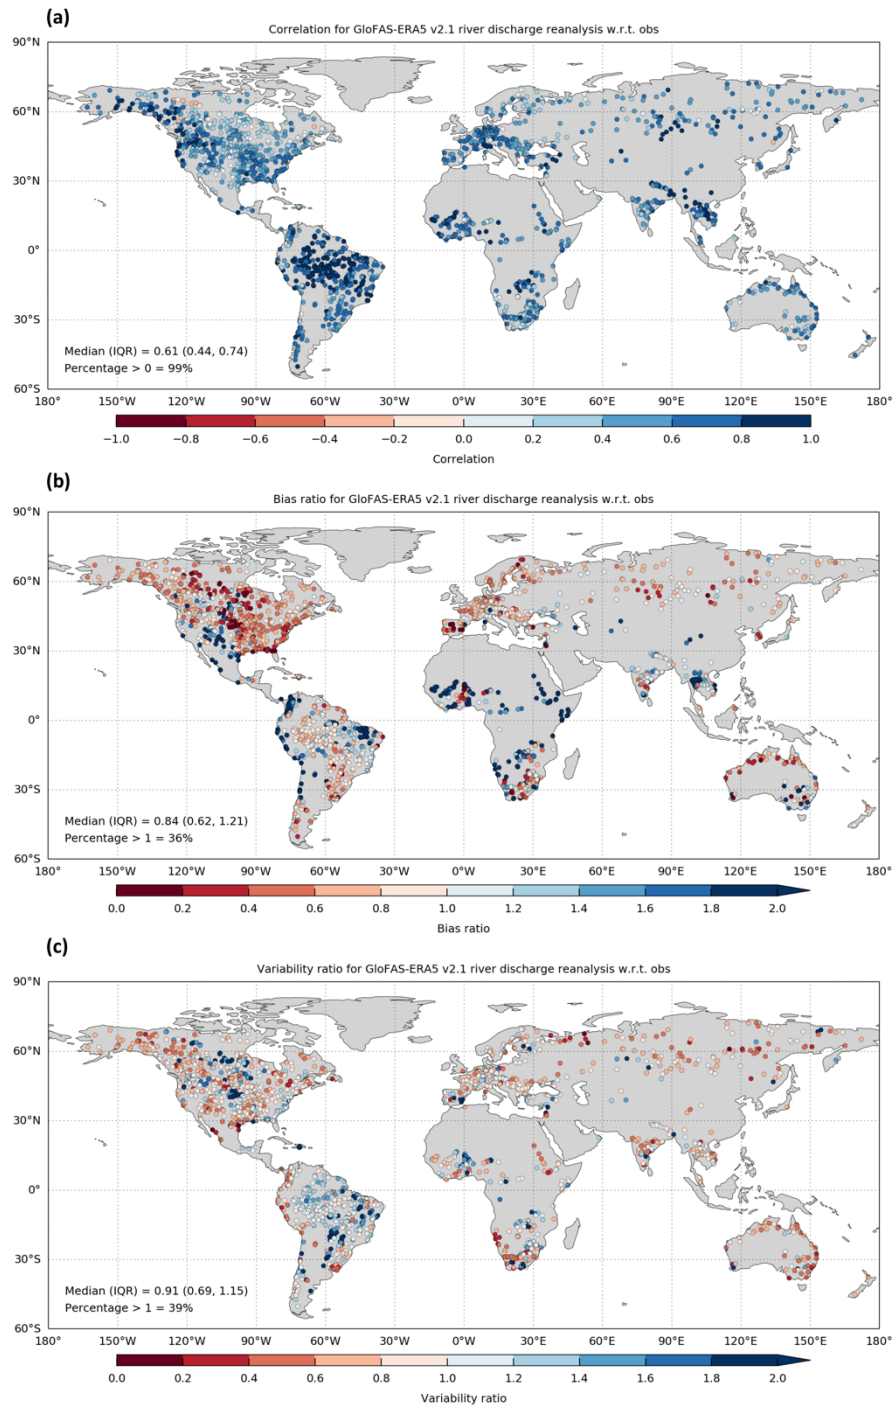 (a)
Correlation for GloFAS-ERA5 v2.1 river discharge reanalysis w.r.t. obs
90°N
60°N
30°N
0°
30°S
60°S
Median (IQR) = 0.61 (0.44, 0.74)
Percentage > 0 = 99%
180° 150°W 120°W 90°W 60°W 30°W 0°W 30°E 60°E 90°E 120°E 150°E 180°
−1.0 −0.8 −0.6 −0.4 −0.2 0.0 0.2 0.4 0.6 0.8 1.0
Correlation
(b)
Bias ratio for GloFAS-ERA5 v2.1 river discharge reanalysis w.r.t. obs
90°N
60°N
30°N
0°
30°S
60°S
Median (IQR) = 0.84 (0.62, 1.21)
Percentage > 1 = 36%
180° 150°W 120°W 90°W 60°W 30°W 0°W 30°E 60°E 90°E 120°E 150°E 180°
0.0 0.2 0.4 0.6 0.8 1.0 1.2 1.4 1.6 1.8 2.0
Bias ratio
(c)
Variability ratio for GloFAS-ERA5 v2.1 river discharge reanalysis w.r.t. obs
90°N
60°N
30°N
0°
30°S
60°S
Median (IQR) = 0.91 (0.69, 1.15)
Percentage > 1 = 39%
180° 150°W 120°W 90°W 60°W 30°W 0°W 30°E 60°E 90°E 120°E 150°E 180°
0.0 0.2 0.4 0.6 0.8 1.0 1.2 1.4 1.6 1.8 2.0
Variability ratio